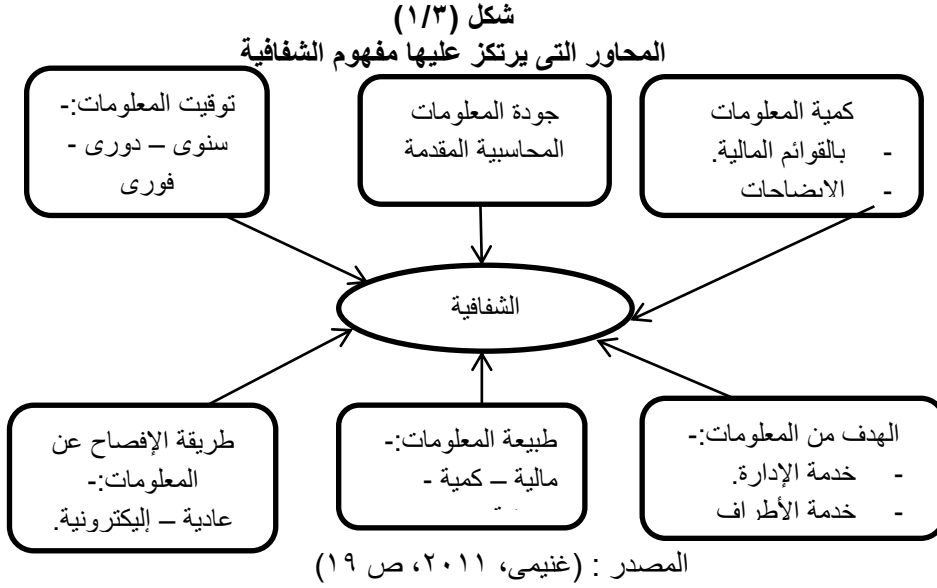 شكل (١/٣)
المحاور التى يرتكز عليها مفهوم الشفافية
كمية المعلومات
- بالقوائم المالية.
- الايضاحات
جودة المعلومات
المحاسبية المقدمة
توقيت المعلومات:-
سنوى – دورى -
فورى
الشفافية
الهدف من المعلومات:-
- خدمة الإدارة.
- خدمة الأطراف
طبيعة المعلومات:-
مالية – كمية -
طريقة الإفصاح عن
المعلومات:-
عادية – إليكترونية.
المصدر : (غنيمى، ٢٠١١، ص ١٩)